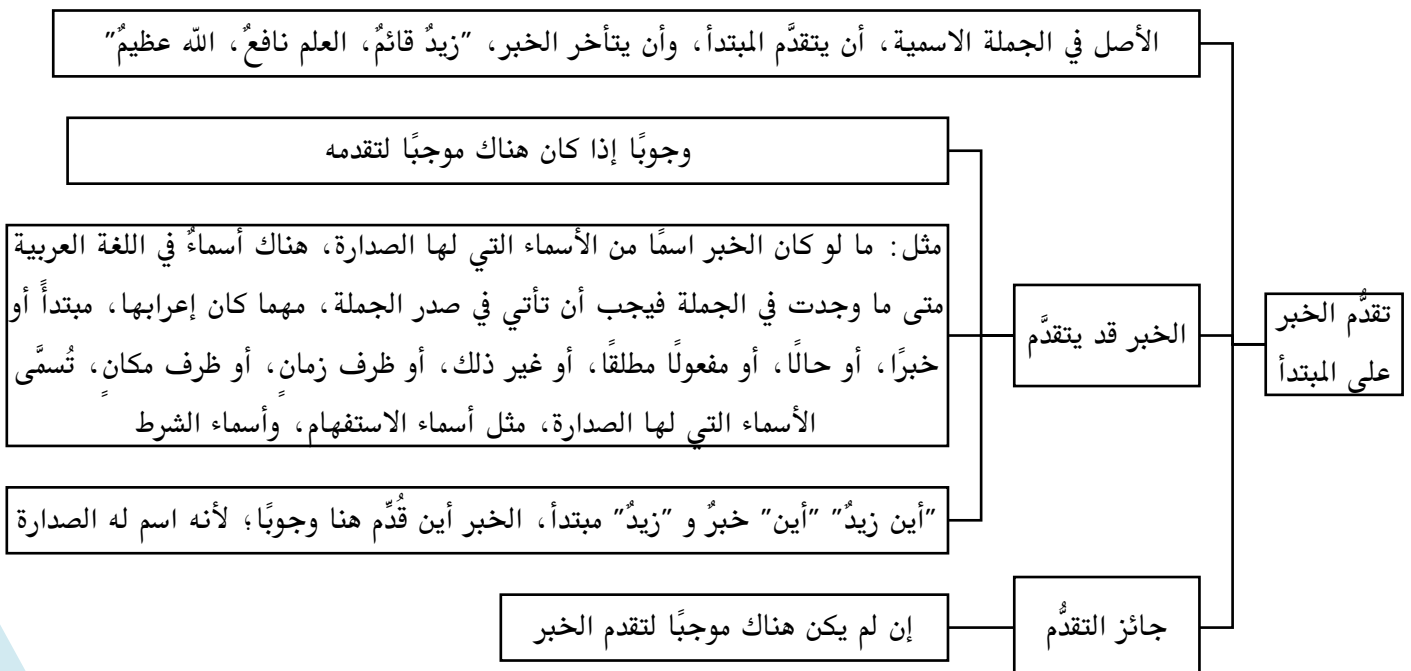 الأصل في الجملة الاسمية، أن يتقدَّم المبتدأ، وأن يتأخر الخبر، "زيدٌ قائمٌ، العلم نافعٌ، الله عظيمٌ"
تقدُّم الخبر
على المبتدأ
الخبر قد يتقدَّم
وجوبًا إذا كان هناك موجبًا لتقدمه
مثل: ما لو كان الخبر اسمًا من الأسماء التي لها الصدارة، هناك أسماءٌ في اللغة العربية
متى ما وجدت في الجملة فيجب أن تأتي في صدر الجملة، مهما كان إعرابها، مبتدأً أو
خبرًا، أو حالًا، أو مفعولًا مطلقًا، أو غير ذلك، أو ظرف زمانٍ، أو ظرف مكانٍ، تُسمَّى
الأسماء التي لها الصدارة، مثل أسماء الاستفهام، وأسماء الشرط
"أين زيدٌ" "أين" خبرٌ و "زيدٌ" مبتدأ، الخبر أين قُدِّم هنا وجوبًا؛ لأنه اسم له الصدارة
جائز التقدُّم
إن لم يكن هناك موجبًا لتقدم الخبر